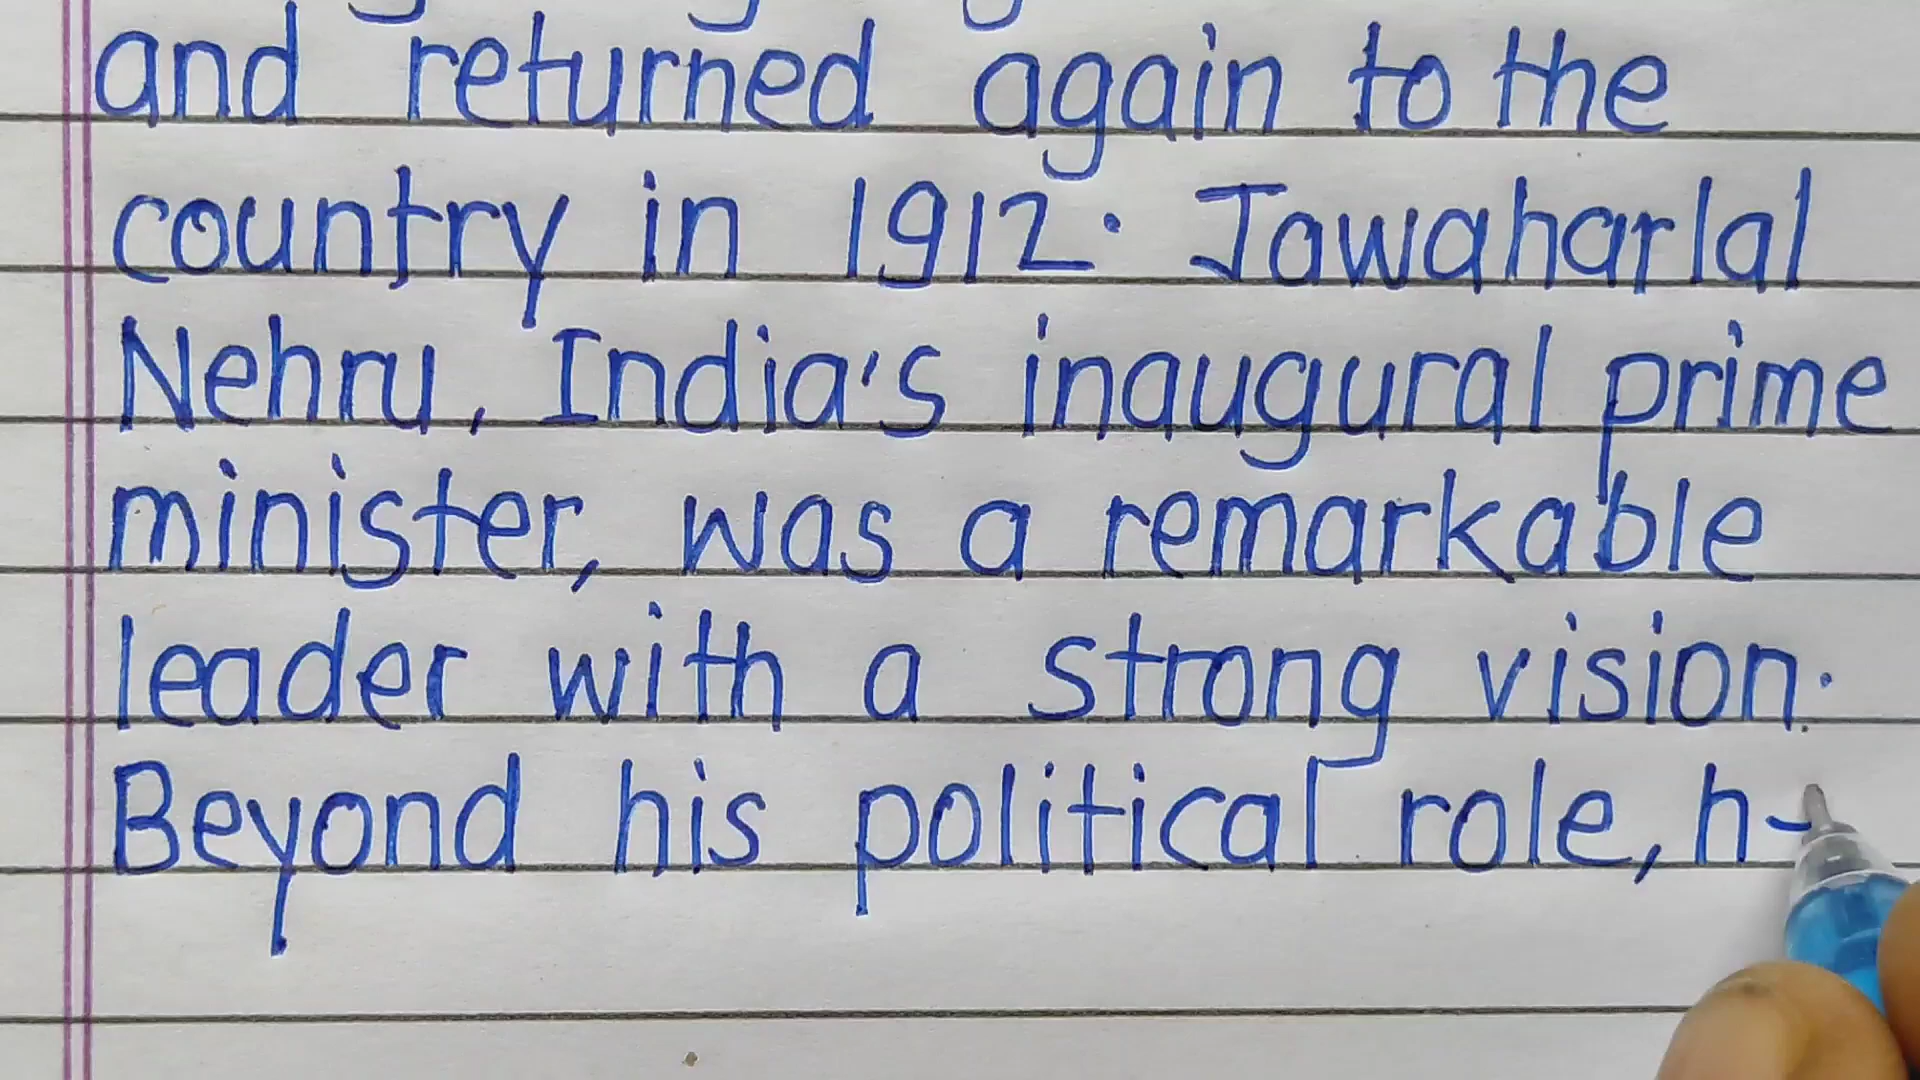 and returned again to the
country in 1912. Jawaharlal
Nehru, India's inaugural prime
minister, was a remarkable
leader with a strong vision.
Beyond his political role, h